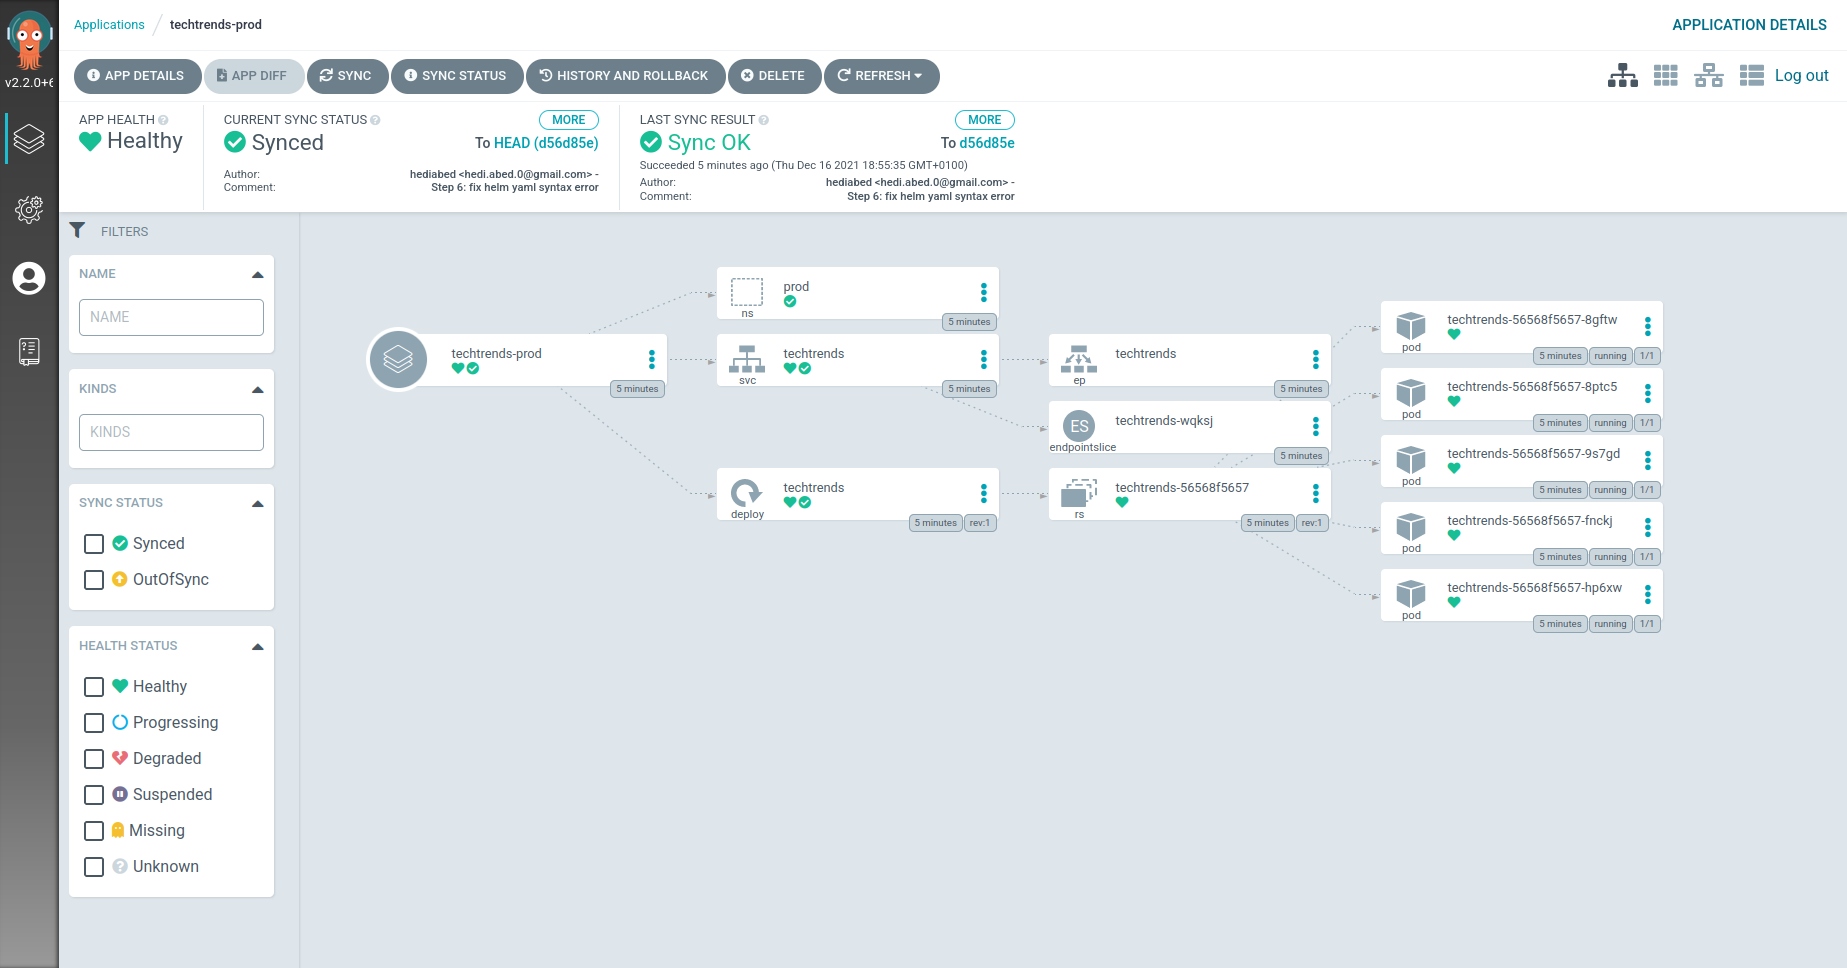 v2.2.0+6
Applications
techtrends-prod
APPLICATION DETAILS
APP DETAILS
APP DIFF
SYNC
SYNC STATUS
HISTORY AND ROLLBACK
DELETE
REFRESH
Log out
APP HEALTH
Healthy
CURRENT SYNC STATUS
MORE
Synced
To HEAD (d56d85e)
Author:
hediabed <hedi.abed.0@gmail.com> -
Comment:
Step 6: fix helm yaml syntax error
LAST SYNC RESULT
MORE
Sync OK
To d56d85e
Succeeded 5 minutes ago (Thu Dec 16 2021 18:55:35 GMT+0100)
Author:
hediabed <hedi.abed.0@gmail.com> -
Comment:
Step 6: fix helm yaml syntax error
FILTERS
NAME
NAME
KINDS
KINDS
SYNC STATUS
Synced
OutOfSync
HEALTH STATUS
Healthy
Progressing
Degraded
Suspended
Missing
Unknown
techtrends-prod
5 minutes
prod
ns
5 minutes
techtrends
svc
5 minutes
techtrends
deploy
5 minutes
rev:1
techtrends
ep
5 minutes
ES
techtrends-wqksj
endpointslice
5 minutes
techtrends-56568f5657
rs
5 minutes
rev:1
techtrends-56568f5657-8gftw
pod
5 minutes
running
1/1
techtrends-56568f5657-8ptc5
pod
5 minutes
running
1/1
techtrends-56568f5657-9s7gd
pod
5 minutes
running
1/1
techtrends-56568f5657-fnckj
pod
5 minutes
running
1/1
techtrends-56568f5657-hp6xw
pod
5 minutes
running
1/1